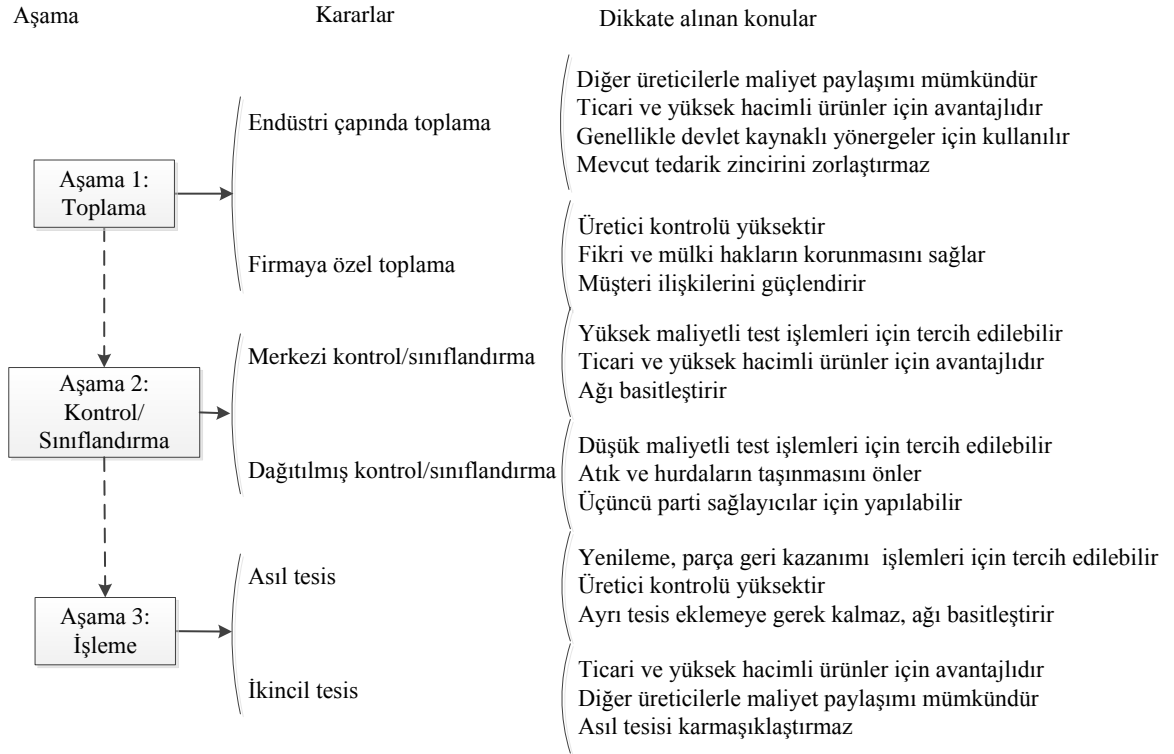 Aşama
Kararlar
Dikkate alınan konular
Aşama 1:
Toplama
Endüstri çapında toplama
Diğer üreticilerle maliyet paylaşımı mümkündür
Ticari ve yüksek hacimli ürünler için avantajlıdır
Genellikle devlet kaynaklı yönergeler için kullanılır
Mevcut tedarik zincirini zorlaştırmaz
Firmaya özel toplama
Üretici kontrolü yüksektir
Fikri ve mülki hakların korunmasını sağlar
Müşteri ilişkilerini güçlendirir
Aşama 2:
Kontrol/
Sınıflandırma
Merkezi kontrol/sınıflandırma
Yüksek maliyetli test işlemleri için tercih edilebilir
Ticari ve yüksek hacimli ürünler için avantajlıdır
Ağı basitleştirir
Dağıtılmış kontrol/sınıflandırma
Düşük maliyetli test işlemleri için tercih edilebilir
Atık ve hurdaların taşınmasını önler
Üçüncü parti sağlayıcılar için yapılabilir
Aşama 3:
İşleme
Asıl tesis
Yenileme, parça geri kazanımı işlemleri için tercih edilebilir
Üretici kontrolü yüksektir
Ayrı tesis eklemeye gerek kalmaz, ağı basitleştirir
İkincil tesis
Ticari ve yüksek hacimli ürünler için avantajlıdır
Diğer üreticilerle maliyet paylaşımı mümkündür
Asıl tesisi karmaşıklaştırmaz